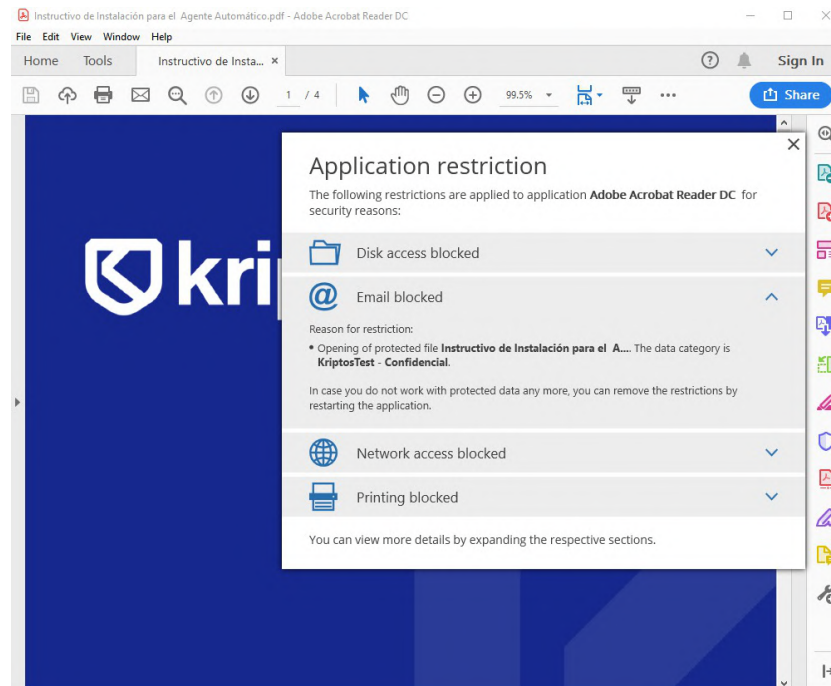 Instructivo de Instalación para el Agente Automático.pdf - Adobe Acrobat Reader DC
File Edit View Window Help
Home Tools Instructivo de Insta... × Sign In
1 / 4 99.5% Share
kri
Application restriction
The following restrictions are applied to application Adobe Acrobat Reader DC for
security reasons:
Disk access blocked
Email blocked
Reason for restriction:
• Opening of protected file Instructivo de Instalación para el A.... The data category is
KriptosTest - Confidencial.
In case you do not work with protected data any more, you can remove the restrictions by
restarting the application.
Network access blocked
Printing blocked
You can view more details by expanding the respective sections.